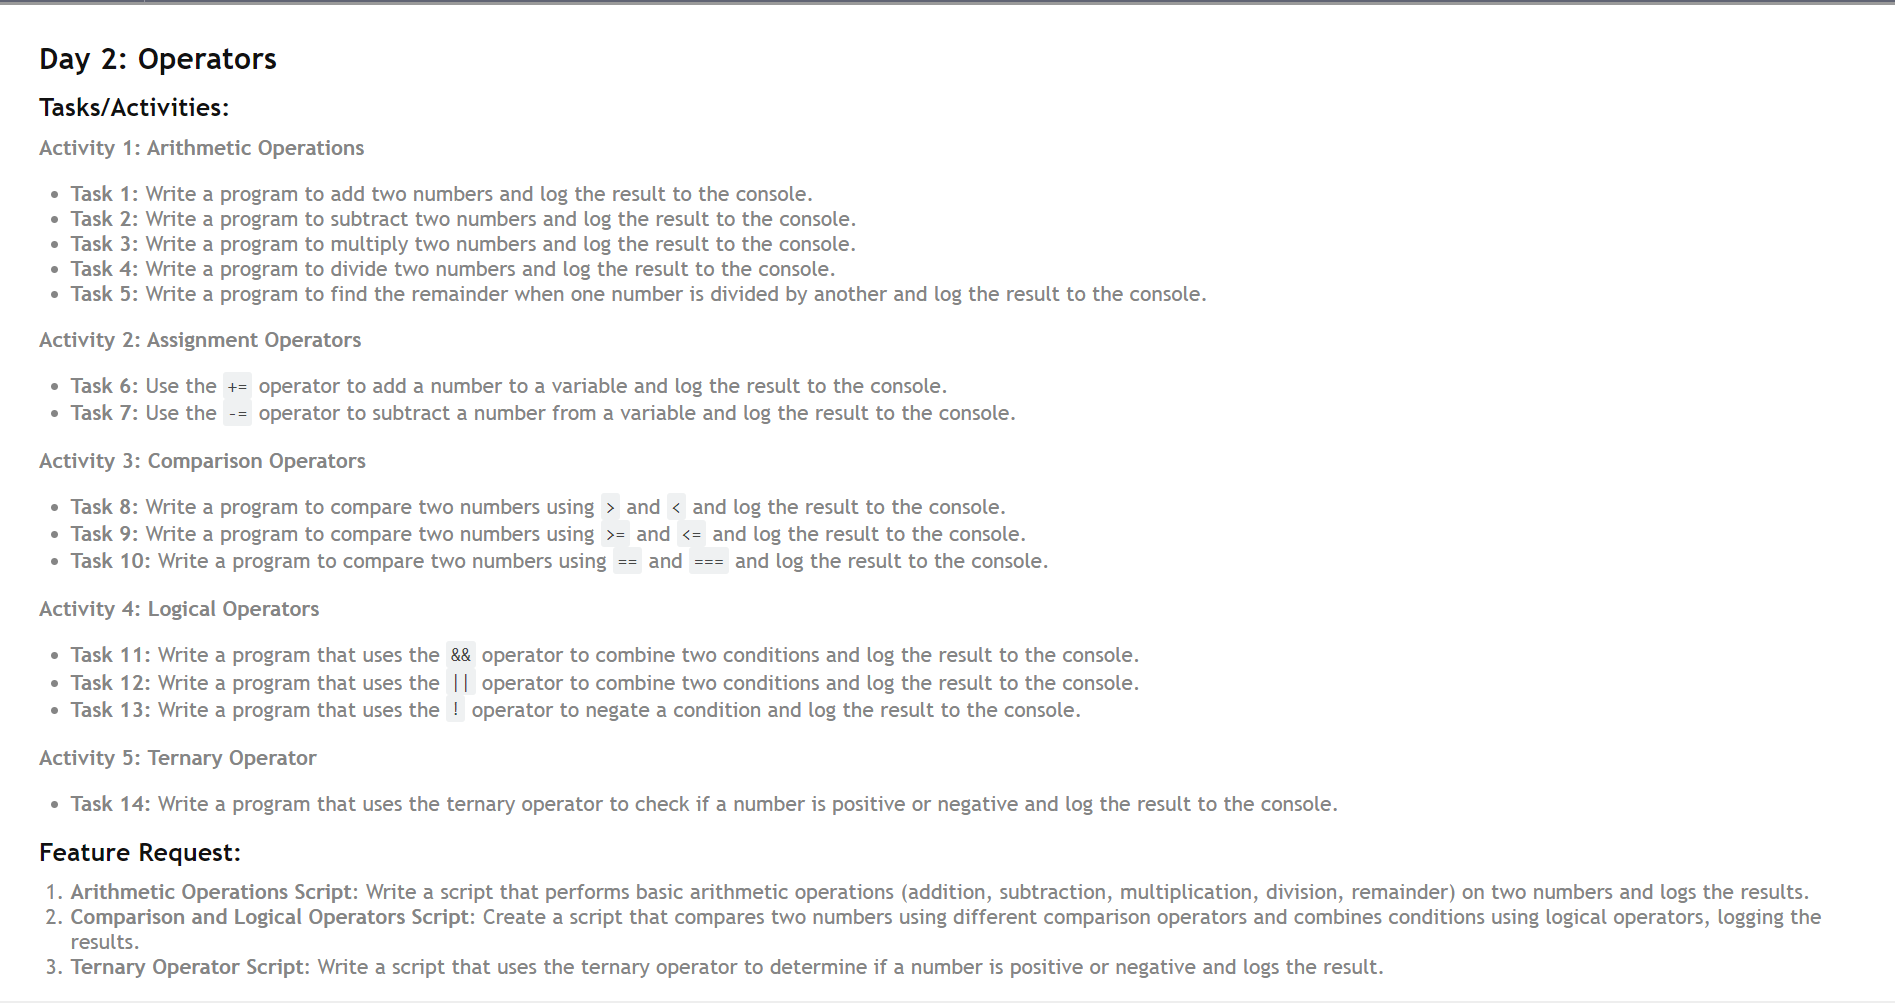 Day 2: Operators
Tasks/Activities:
Activity 1: Arithmetic Operations
• Task 1: Write a program to add two numbers and log the result to the console.
• Task 2: Write a program to subtract two numbers and log the result to the console.
• Task 3: Write a program to multiply two numbers and log the result to the console.
• Task 4: Write a program to divide two numbers and log the result to the console.
• Task 5: Write a program to find the remainder when one number is divided by another and log the result to the console.
Activity 2: Assignment Operators
• Task 6: Use the += operator to add a number to a variable and log the result to the console.
• Task 7: Use the -= operator to subtract a number from a variable and log the result to the console.
Activity 3: Comparison Operators
• Task 8: Write a program to compare two numbers using > and < and log the result to the console.
• Task 9: Write a program to compare two numbers using >= and <= and log the result to the console.
• Task 10: Write a program to compare two numbers using == and === and log the result to the console.
Activity 4: Logical Operators
• Task 11: Write a program that uses the && operator to combine two conditions and log the result to the console.
• Task 12: Write a program that uses the || operator to combine two conditions and log the result to the console.
• Task 13: Write a program that uses the ! operator to negate a condition and log the result to the console.
Activity 5: Ternary Operator
• Task 14: Write a program that uses the ternary operator to check if a number is positive or negative and log the result to the console.
Feature Request:
1. Arithmetic Operations Script: Write a script that performs basic arithmetic operations (addition, subtraction, multiplication, division, remainder) on two numbers and logs the results.
2. Comparison and Logical Operators Script: Create a script that compares two numbers using different comparison operators and combines conditions using logical operators, logging the
results.
3. Ternary Operator Script: Write a script that uses the ternary operator to determine if a number is positive or negative and logs the result.